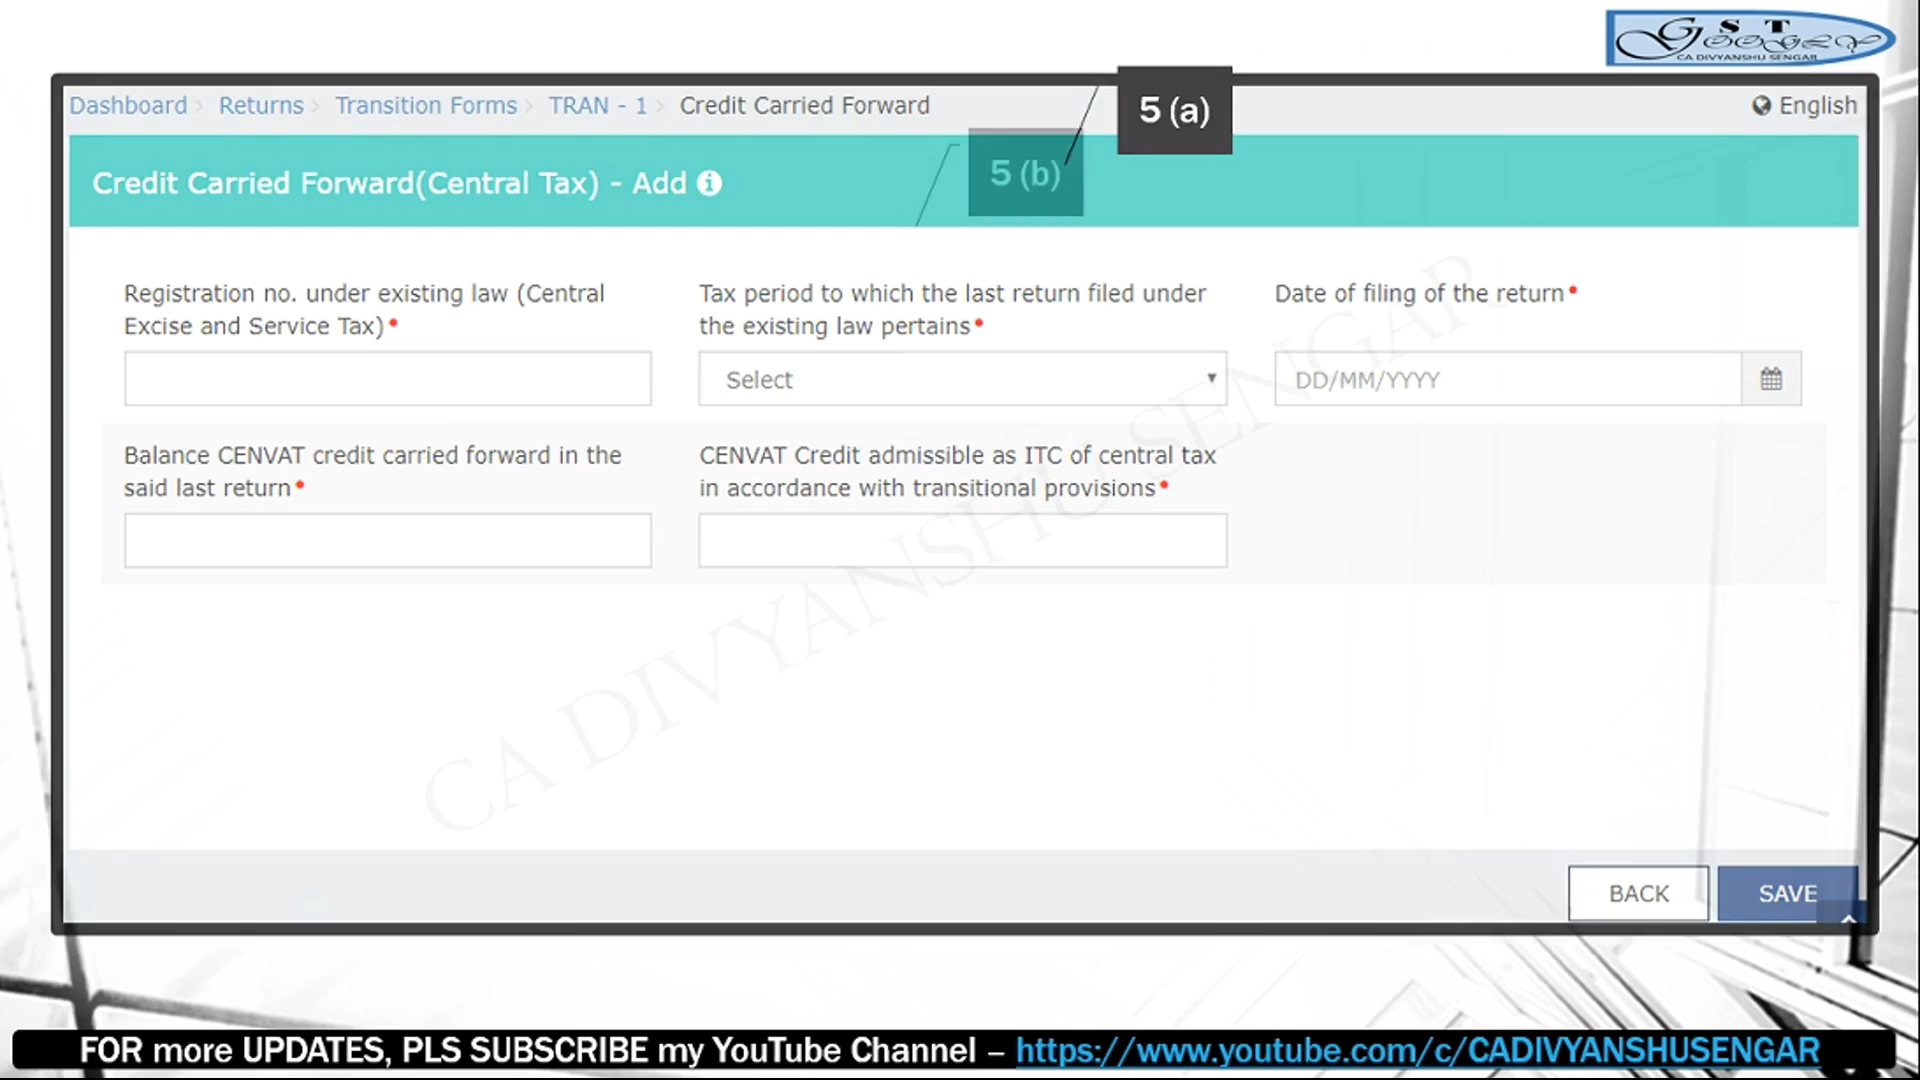 GST
GOOGLY
CA DIVYANSHU SENGAR
Dashboard > Returns > Transition Forms > TRAN - 1 > Credit Carried Forward
English
5 (a)
5 (b)
Credit Carried Forward(Central Tax) - Add
Registration no. under existing law (Central
Excise and Service Tax)•
Tax period to which the last return filed under
the existing law pertains•
Select
Date of filing of the return•
DD/MM/YYYY
Balance CENVAT credit carried forward in the
said last return•
CENVAT Credit admissible as ITC of central tax
in accordance with transitional provisions•
CA DIVYANSHU SENGAR
BACK
SAVE
FOR more UPDATES, PLS SUBSCRIBE my YouTube Channel – https://www.youtube.com/c/CADIVYANSHUSENGAR